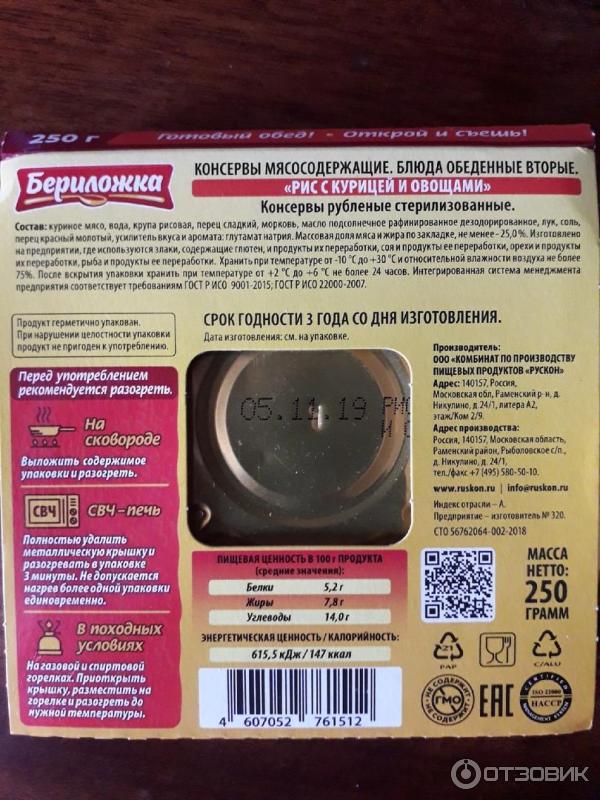 250 г Готовый обед! - Открой и съешь!
Бериложка
КОНСЕРВЫ МЯСОСОДЕРЖАЩИЕ. БЛЮДА ОБЕДЕННЫЕ ВТОРЫЕ.
«РИС С КУРИЦЕЙ И ОВОЩАМИ»
Консервы рубленые стерилизованные.
Состав: куриное мясо, вода, крупа рисовая, перец сладкий, морковь, масло подсолнечное рафинированное дезодорированное, лук, соль,
перец красный молотый, усилитель вкуса и аромата: глутамат натрия. Массовая доля мяса и жира по закладке, не менее - 25,0 %. Изготовлено
на предприятии, где используются злаки, содержащие глютен, и продукты их переработки, соя и продукты ее переработки, орехи и продукты
их переработки, рыба и продукты ее переработки. Хранить при температуре от -10 °С до +30 °С и относительной влажности воздуха не более
75%. После вскрытия упаковки хранить при температуре от +2 °С до +6 °С не более 24 часов. Интегрированная система менеджмента
предприятия соответствует требованиям ГОСТ Р ИСО 9001-2015; ГОСТ Р ИСО 22000-2007.
Продукт герметично упакован.
При нарушении целостности упаковки
продукт не пригоден к употреблению.
СРОК ГОДНОСТИ 3 ГОДА СО ДНЯ ИЗГОТОВЛЕНИЯ.
Дата изготовления: см. на упаковке.
05.11.19 РИС
И О
Перед употреблением
рекомендуется разогреть.
На
сковороде
Выложить содержимое
упаковки и разогреть.
СВЧ
СВЧ-печь
Полностью удалить
металлическую крышку и
разогревать в упаковке
3 минуты. Не допускается
нагрев более одной упаковки
единовременно.
В походных
условиях
На газовой и спиртовой
горелках. Приоткрыть
крышку, разместить на
горелке и разогреть до
нужной температуры.
Производитель:
ООО «КОМБИНАТ ПО ПРОИЗВОДСТВУ
ПИЩЕВЫХ ПРОДУКТОВ «РУСКОН»
Адрес: 140157, Россия,
Московская обл, Раменский р-н, д.
Никулино, д.24/1, литера А2,
этаж/Ком 2/9.
Адрес производства:
Россия, 140157, Московская область,
Раменский район, Рыболовское с/п.,
д. Никулино, д. 24/1,
тел./факс +7 (495) 580-50-10.
www.ruskon.ru | info@ruskon.ru
Индекс отрасли – А.
Предприятие – изготовитель № 320.
СТО 56762064-002-2018
ПИЩЕВАЯ ЦЕННОСТЬ В 100 г ПРОДУКТА
(средние значения):
Белки 5,2 г
Жиры 7,8 г
Углеводы 14,0 г
ЭНЕРГЕТИЧЕСКАЯ ЦЕННОСТЬ / КАЛОРИЙНОСТЬ:
615,5 кДж / 147 ккал
4 607052 761512
МАССА
НЕТТО:
250
ГРАММ
21
PAP
C/ALU
НЕ СОДЕРЖИТ
ГМО
НЕ СОДЕРЖИТ
EAC
CERTIFIED
ISO 22000
HACCP
MANAGEMENT SYSTEM
ОТЗОВИК